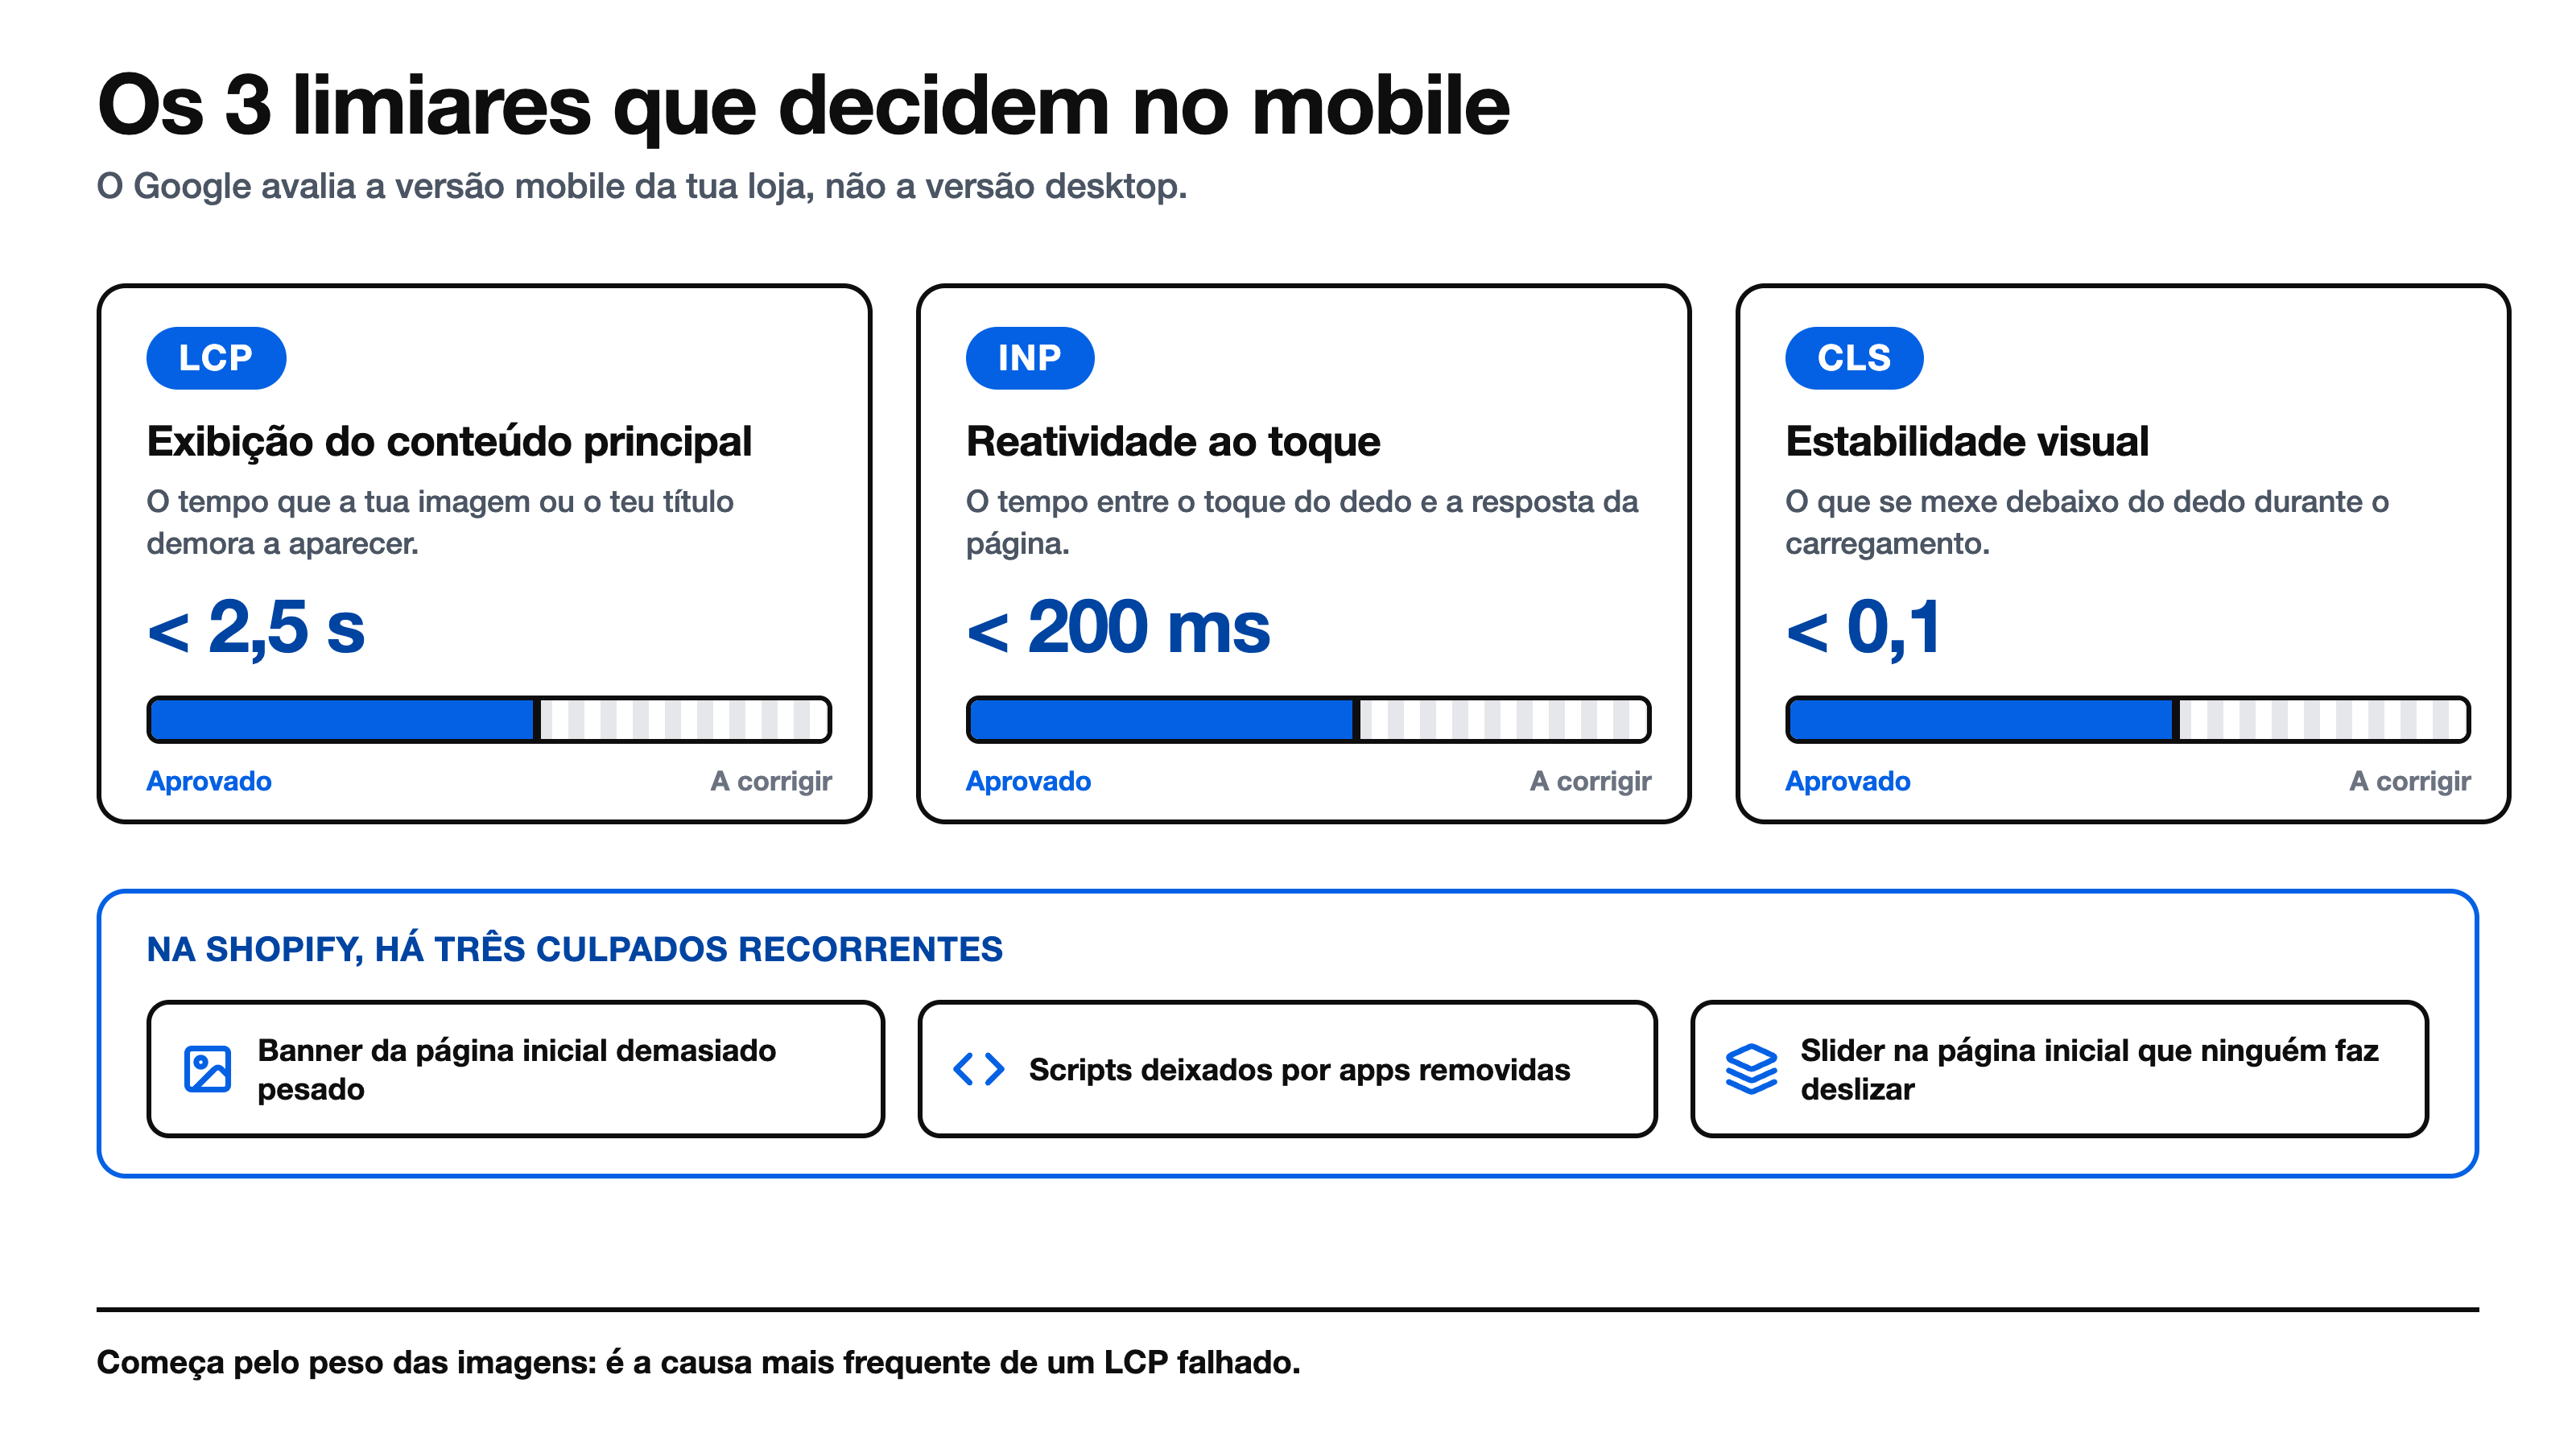 Os 3 limiares que decidem no mobile
O Google avalia a versão mobile da tua loja, não a versão desktop.
LCP
Exibição do conteúdo principal
O tempo que a tua imagem ou o teu título
demora a aparecer.
< 2,5 s
Aprovado
A corrigir
INP
Reatividade ao toque
O tempo entre o toque do dedo e a resposta da
página.
< 200 ms
Aprovado
A corrigir
CLS
Estabilidade visual
O que se mexe debaixo do dedo durante o
carregamento.
< 0,1
Aprovado
A corrigir
NA SHOPIFY, HÁ TRÊS CULPADOS RECORRENTES
Banner da página inicial demasiado
pesado
Scripts deixados por apps removidas
Slider na página inicial que ninguém faz
deslizar
Começa pelo peso das imagens: é a causa mais frequente de um LCP falhado.